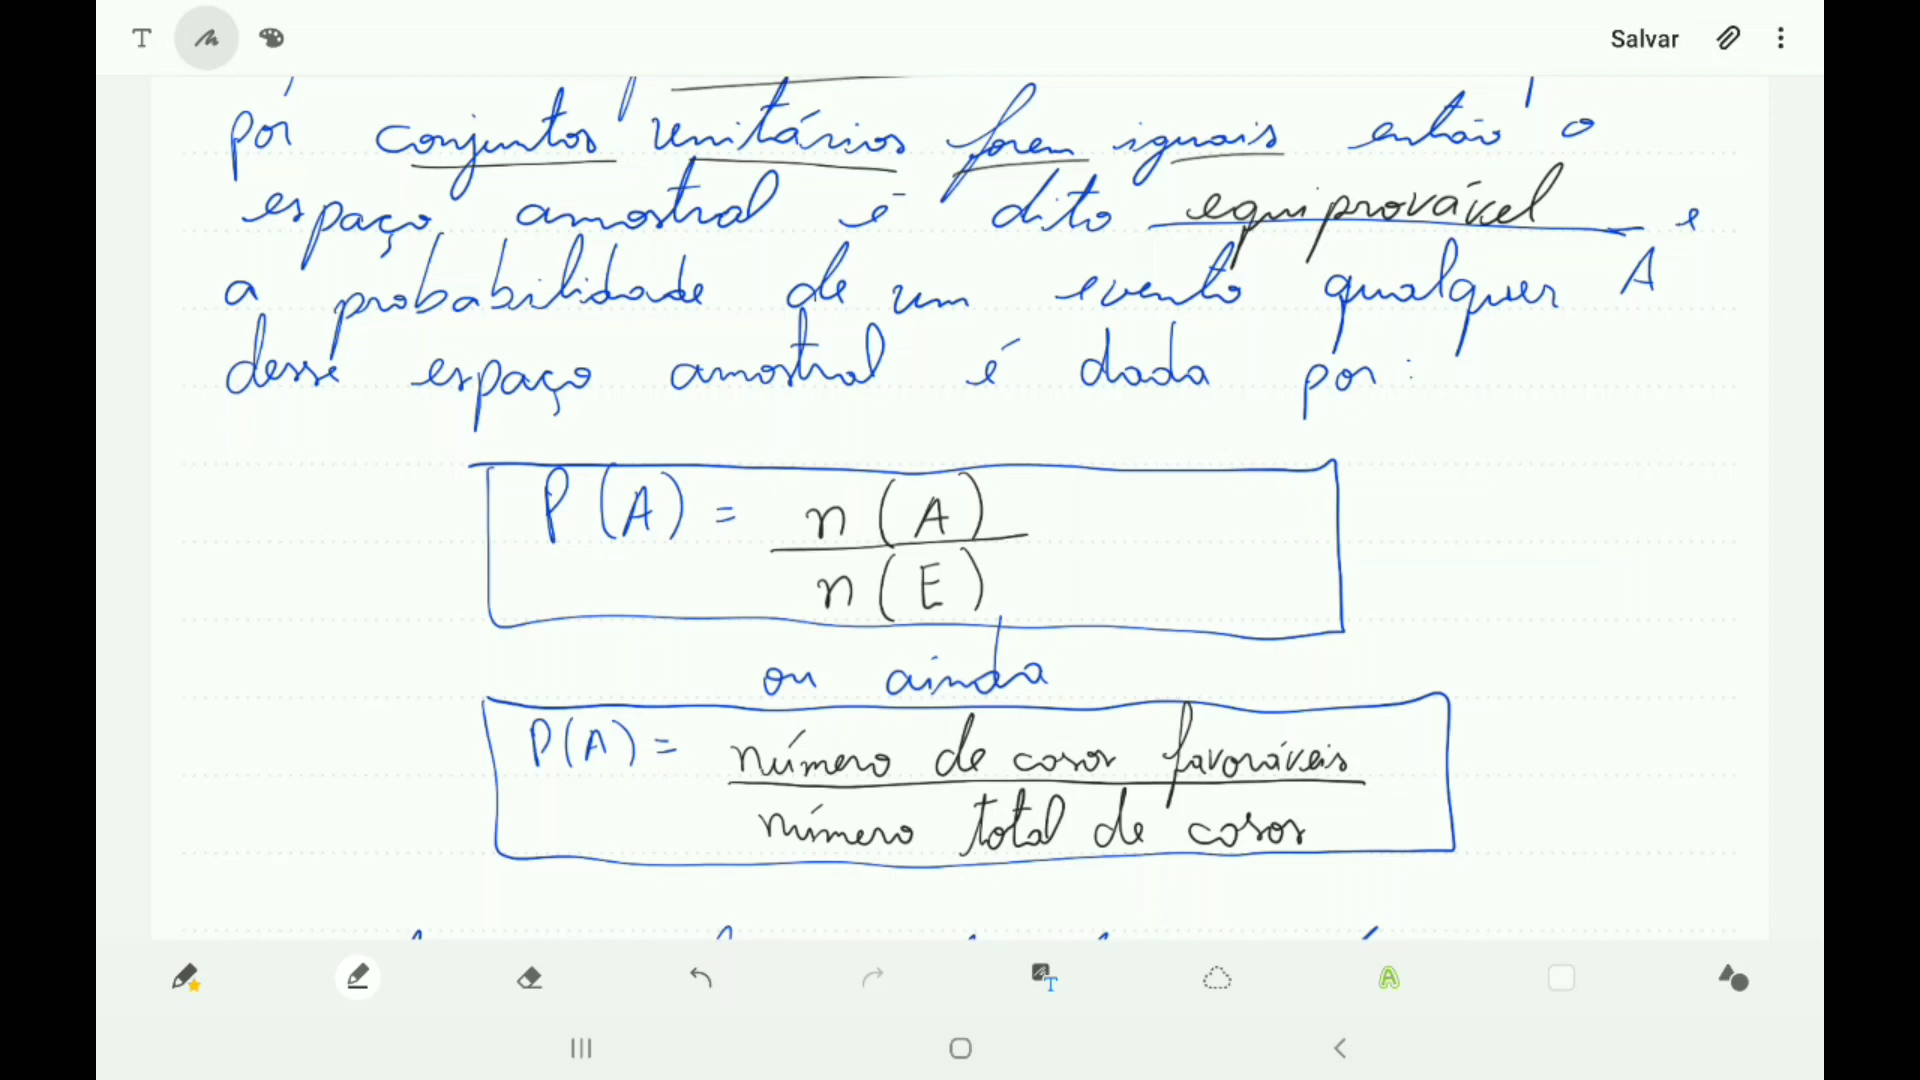 T Salvar
por conjuntos unitários forem iguais então o
espaço amostral é dito equiprovável e
a probabilidade de um evento qualquer A
desse espaço amostral é dada por:
P(A) = n(A)
n(E)
ou ainda
P(A) = número de casos favoráveis
número total de casos